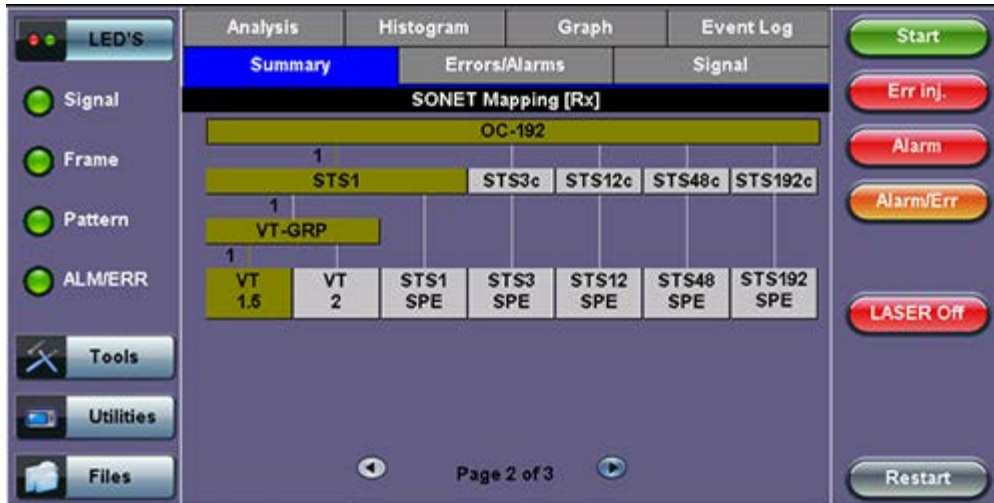 LED'S
Signal
Frame
Pattern
ALM/ERR
Tools
Utilities
Files
Analysis Histogram Graph Event Log
Summary Errors/Alarms Signal
SONET Mapping [Rx]
OC-192
1
STS1 STS3c STS12c STS48c STS192c
1
VT-GRP
1
VT 1.5 VT 2 STS1 SPE STS3 SPE STS12 SPE STS48 SPE STS192 SPE
Page 2 of 3
Start
Err inj.
Alarm
Alarm/Err
LASER Off
Restart